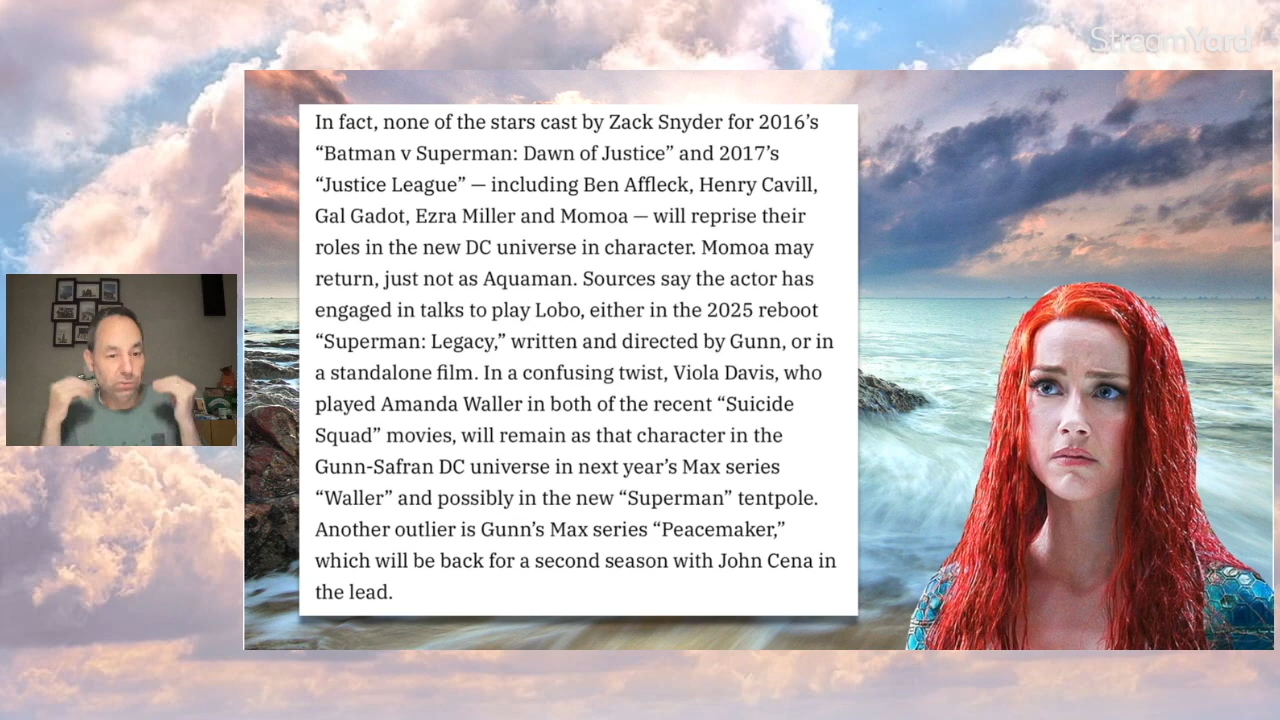 StreamYard
In fact, none of the stars cast by Zack Snyder for 2016’s
“Batman v Superman: Dawn of Justice” and 2017’s
“Justice League” — including Ben Affleck, Henry Cavill,
Gal Gadot, Ezra Miller and Momoa — will reprise their
roles in the new DC universe in character. Momoa may
return, just not as Aquaman. Sources say the actor has
engaged in talks to play Lobo, either in the 2025 reboot
“Superman: Legacy,” written and directed by Gunn, or in
a standalone film. In a confusing twist, Viola Davis, who
played Amanda Waller in both of the recent “Suicide
Squad” movies, will remain as that character in the
Gunn-Safran DC universe in next year’s Max series
“Waller” and possibly in the new “Superman” tentpole.
Another outlier is Gunn’s Max series “Peacemaker,”
which will be back for a second season with John Cena in
the lead.